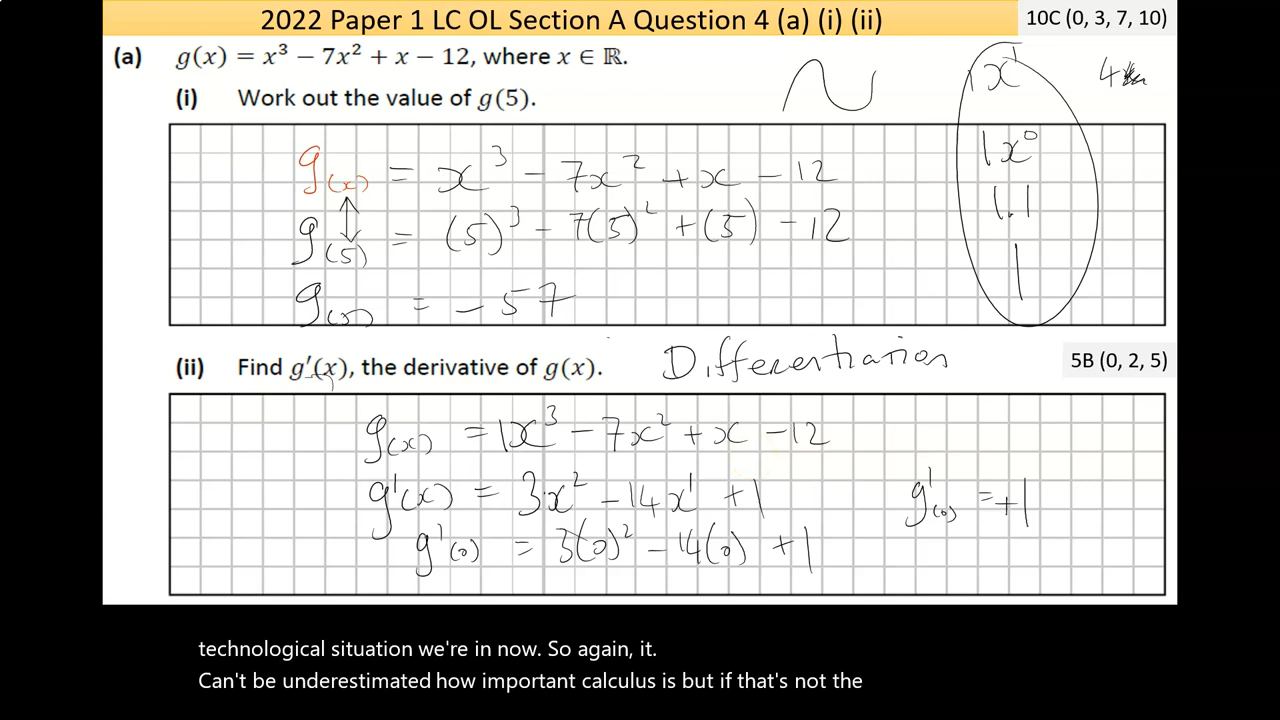 2022 Paper 1 LC OL Section A Question 4 (a) (i) (ii)
10C (0, 3, 7, 10)
(a) g(x) = x³ − 7x² + x − 12, where x ∈ ℝ.
(i) Work out the value of g(5).
1x¹
4
1x⁰
1.1
1
g(x) = x³ − 7x² + x − 12
g(5) = (5)³ − 7(5)² + (5) − 12
g(5) = − 57
(ii) Find g′(x), the derivative of g(x).
Differentiation
5B (0, 2, 5)
g(x) = 1x³ − 7x² + x − 12
g'(x) = 3x² − 14x¹ + 1
g'(0) = +1
g'(0) = 3(0)² − 14(0) + 1
technological situation we're in now. So again, it.
Can't be underestimated how important calculus is but if that's not the